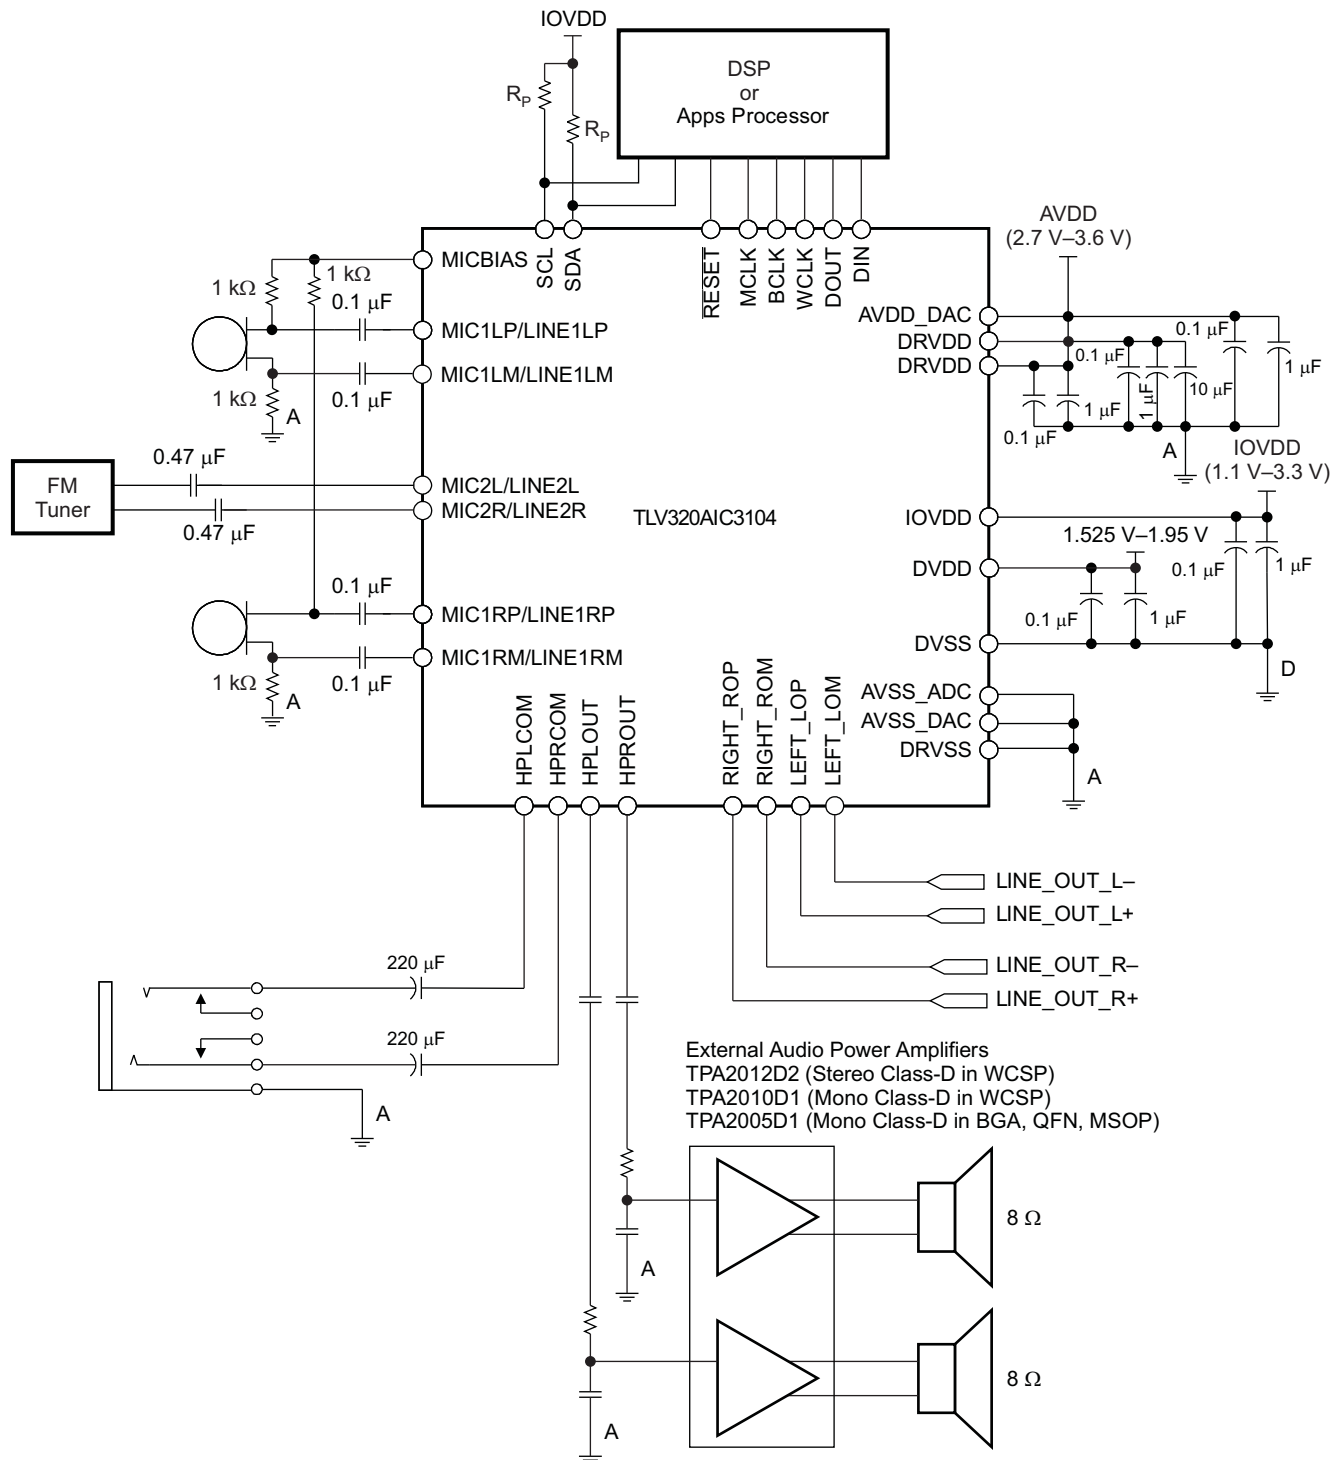 IOVDD
DSP
or
Apps Processor
RP
RP
AVDD
(2.7 V–3.6 V)
MICBIAS
SCL
SDA
RESET
MCLK
BCLK
WCLK
DOUT
DIN
1 kΩ
1 kΩ
0.1 μF
MIC1LP/LINE1LP
MIC1LM/LINE1LM
1 kΩ
A
0.1 μF
AVDD_DAC
DRVDD
DRVDD
0.1 μF
0.1 μF
1 μF
10 μF
1 μF
1 μF
0.1 μF
A
IOVDD
(1.1 V–3.3 V)
0.47 μF
FM
Tuner
MIC2L/LINE2L
MIC2R/LINE2R
0.47 μF
TLV320AIC3104
IOVDD
1.525 V–1.95 V
DVDD
0.1 μF
1 μF
0.1 μF
1 μF
DVSS
D
0.1 μF
MIC1RP/LINE1RP
MIC1RM/LINE1RM
1 kΩ
A
0.1 μF
AVSS_ADC
AVSS_DAC
DRVSS
A
HPLCOM
HPRCOM
HPLOUT
HPROUT
RIGHT_ROP
RIGHT_ROM
LEFT_LOP
LEFT_LOM
LINE_OUT_L–
LINE_OUT_L+
LINE_OUT_R–
LINE_OUT_R+
220 μF
220 μF
A
External Audio Power Amplifiers
TPA2012D2 (Stereo Class-D in WCSP)
TPA2010D1 (Mono Class-D in WCSP)
TPA2005D1 (Mono Class-D in BGA, QFN, MSOP)
8 Ω
A
8 Ω
A